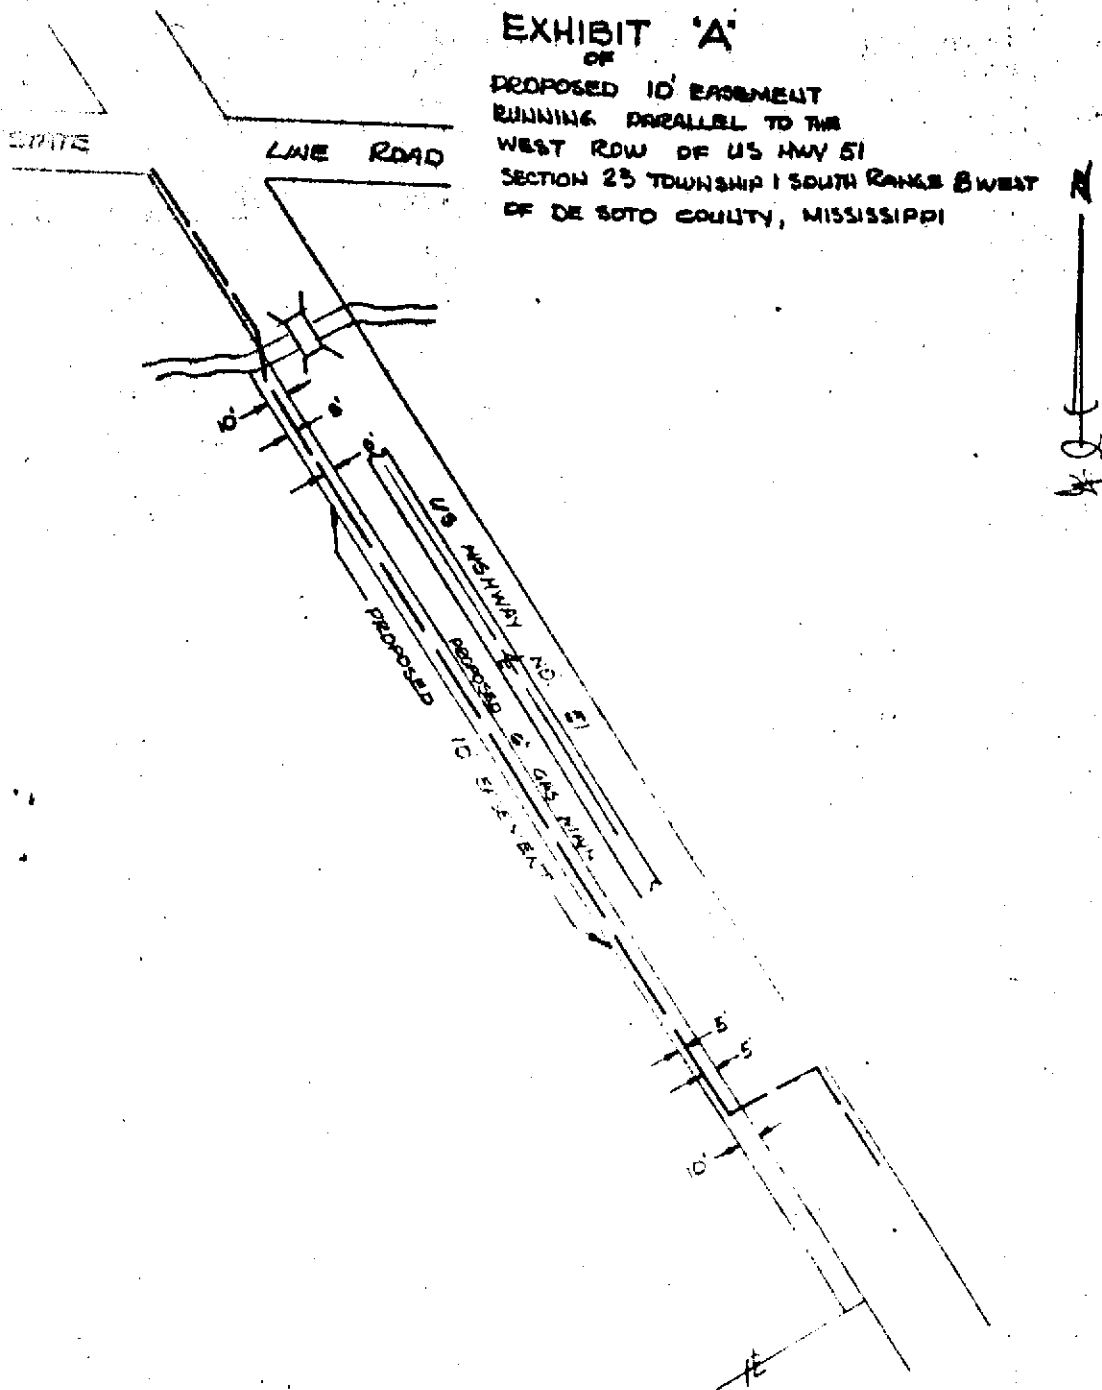 EXHIBIT "A"
OF
PROPOSED 10' EASEMENT
RUNNING PARALLEL TO THE
WEST ROW OF US HWY 51
SECTION 23 TOWNSHIP 1 SOUTH RANGE 8 WEST
OF DE SOTO COUNTY, MISSISSIPPI
STATE LINE ROAD
N
10'
8'
US HIGHWAY NO. 51
PROPOSED 6" GAS MAIN
PROPOSED 10' EASEMENT
5'
5'
10'